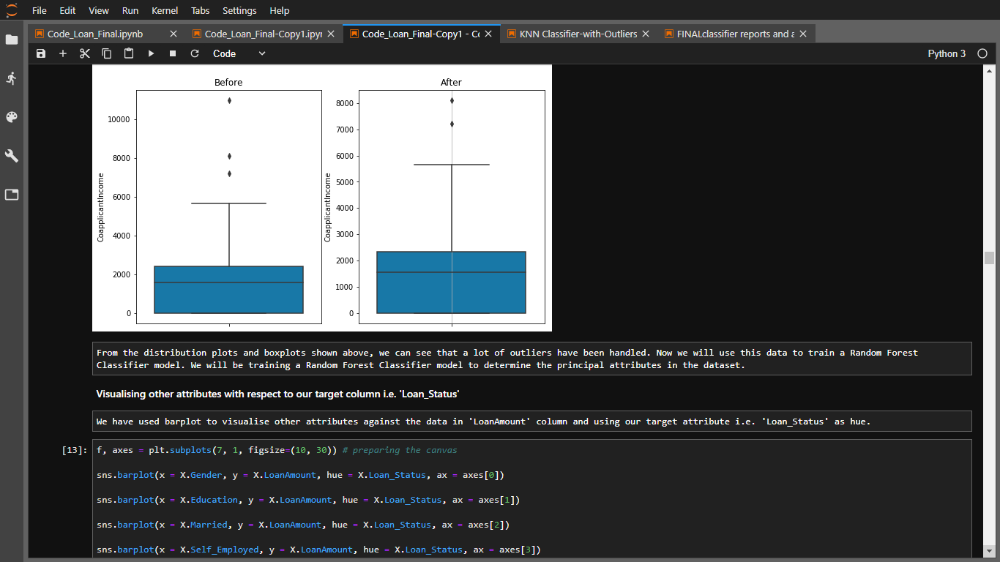 File Edit View Run Kernel Tabs Settings Help
Code_Loan_Final.ipynb
Code_Loan_Final-Copy1.ipyn
Code_Loan_Final-Copy1 - Co
KNN Classifier-with-Outliers
FINALclassifier reports and a
Code
Python 3
Before
CoapplicantIncome
10000
8000
6000
4000
2000
0
After
CoapplicantIncome
8000
7000
6000
5000
4000
3000
2000
1000
0
From the distribution plots and boxplots shown above, we can see that a lot of outliers have been handled. Now we will use this data to train a Random Forest
Classifier model. We will be training a Random Forest Classifier model to determine the principal attributes in the dataset.
Visualising other attributes with respect to our target column i.e. 'Loan_Status'
We have used barplot to visualise other attributes against the data in 'LoanAmount' column and using our target attribute i.e. 'Loan_Status' as hue.
[13]: f, axes = plt.subplots(7, 1, figsize=(10, 30)) # preparing the canvas
sns.barplot(x = X.Gender, y = X.LoanAmount, hue = X.Loan_Status, ax = axes[0])
sns.barplot(x = X.Education, y = X.LoanAmount, hue = X.Loan_Status, ax = axes[1])
sns.barplot(x = X.Married, y = X.LoanAmount, hue = X.Loan_Status, ax = axes[2])
sns.barplot(x = X.Self_Employed, y = X.LoanAmount, hue = X.Loan_Status, ax = axes[3])